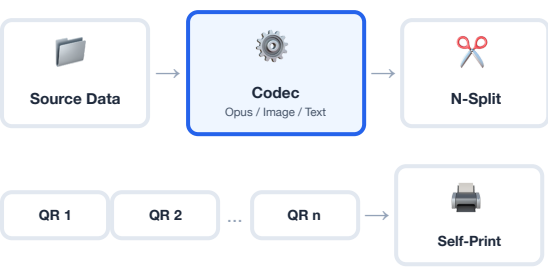 Source Data
Codec
Opus / Image / Text
N-Split
QR 1
QR 2
...
QR n
Self-Print